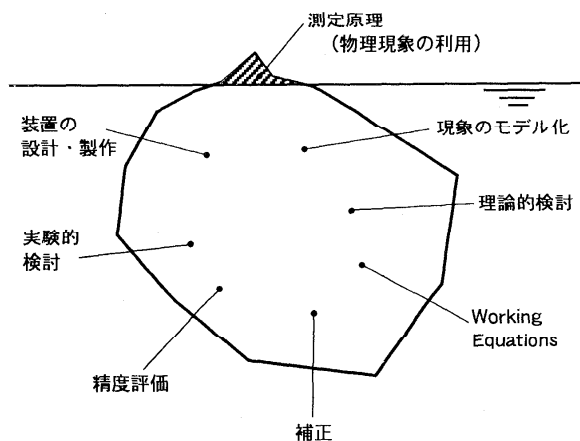 測定原理
(物理現象の利用)
装置の
設計・製作
現象のモデル化
理論的検討
実験的
検討
Working
Equations
精度評価
補正